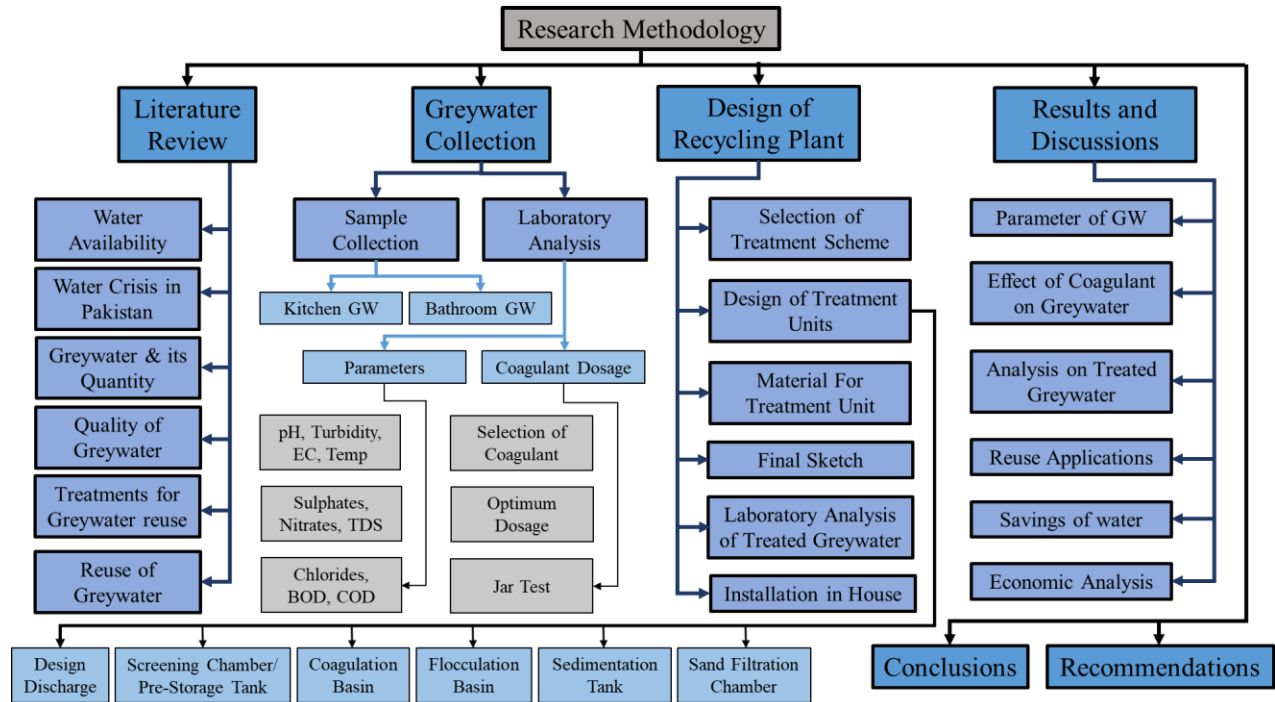 Research Methodology
Literature
Review
Water
Availability
Water Crisis in
Pakistan
Greywater & its
Quantity
Quality of
Greywater
Treatments for
Greywater reuse
Reuse of
Greywater
Greywater
Collection
Sample
Collection
Kitchen GW
Bathroom GW
Laboratory
Analysis
Parameters
pH, Turbidity,
EC, Temp
Sulphates,
Nitrates, TDS
Chlorides,
BOD, COD
Coagulant Dosage
Selection of
Coagulant
Optimum
Dosage
Jar Test
Design of
Recycling Plant
Selection of
Treatment Scheme
Design of Treatment
Units
Material For
Treatment Unit
Final Sketch
Laboratory Analysis
of Treated Greywater
Installation in House
Design
Discharge
Screening Chamber/
Pre-Storage Tank
Coagulation
Basin
Flocculation
Basin
Sedimentation
Tank
Sand Filtration
Chamber
Results and
Discussions
Parameter of GW
Effect of Coagulant
on Greywater
Analysis on Treated
Greywater
Reuse Applications
Savings of water
Economic Analysis
Conclusions
Recommendations